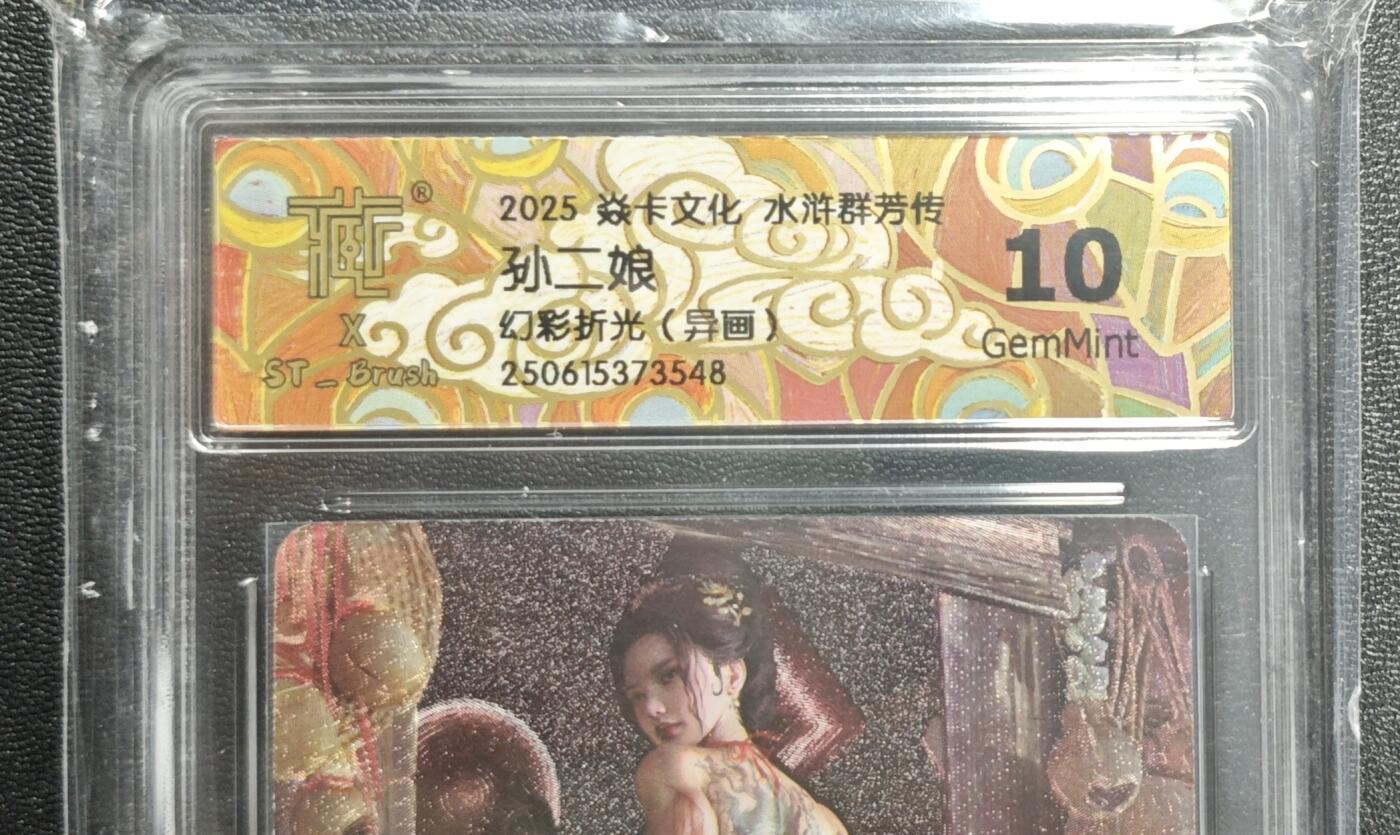 藏®
X
ST_Brush
2025 焱卡文化 水浒群芳传
孙二娘
幻彩折光(异画)
250615373548
10
GemMint